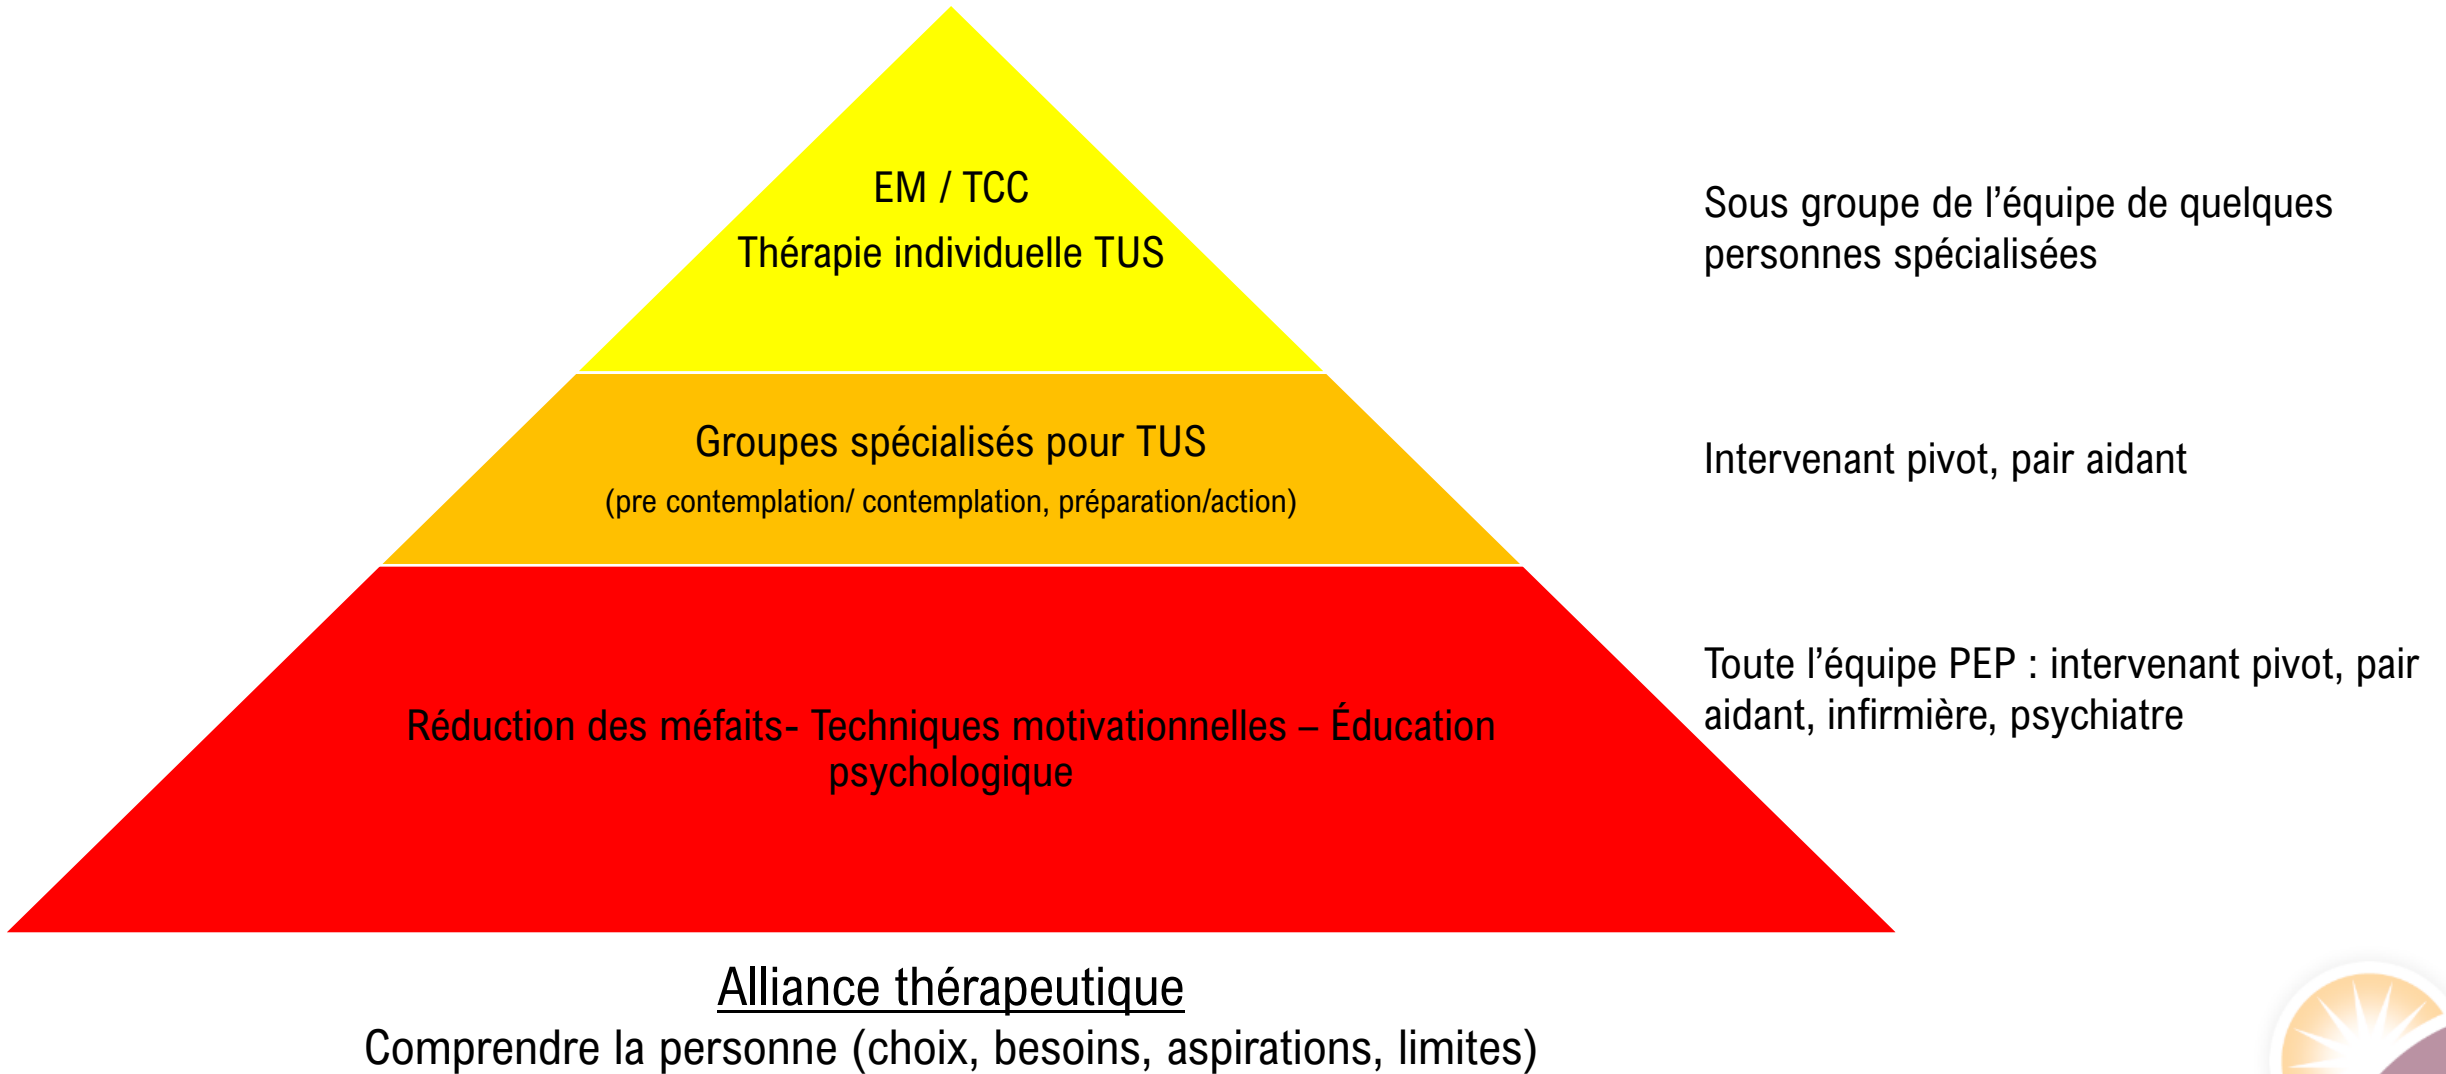 EM / TCC
Thérapie individuelle TUS
Sous groupe de l’équipe de quelques
personnes spécialisées
Groupes spécialisés pour TUS
(pre contemplation/ contemplation, préparation/action)
Intervenant pivot, pair aidant
Réduction des méfaits- Techniques motivationnelles – Éducation
psychologique
Toute l’équipe PEP : intervenant pivot, pair
aidant, infirmière, psychiatre
Alliance thérapeutique
Comprendre la personne (choix, besoins, aspirations, limites)